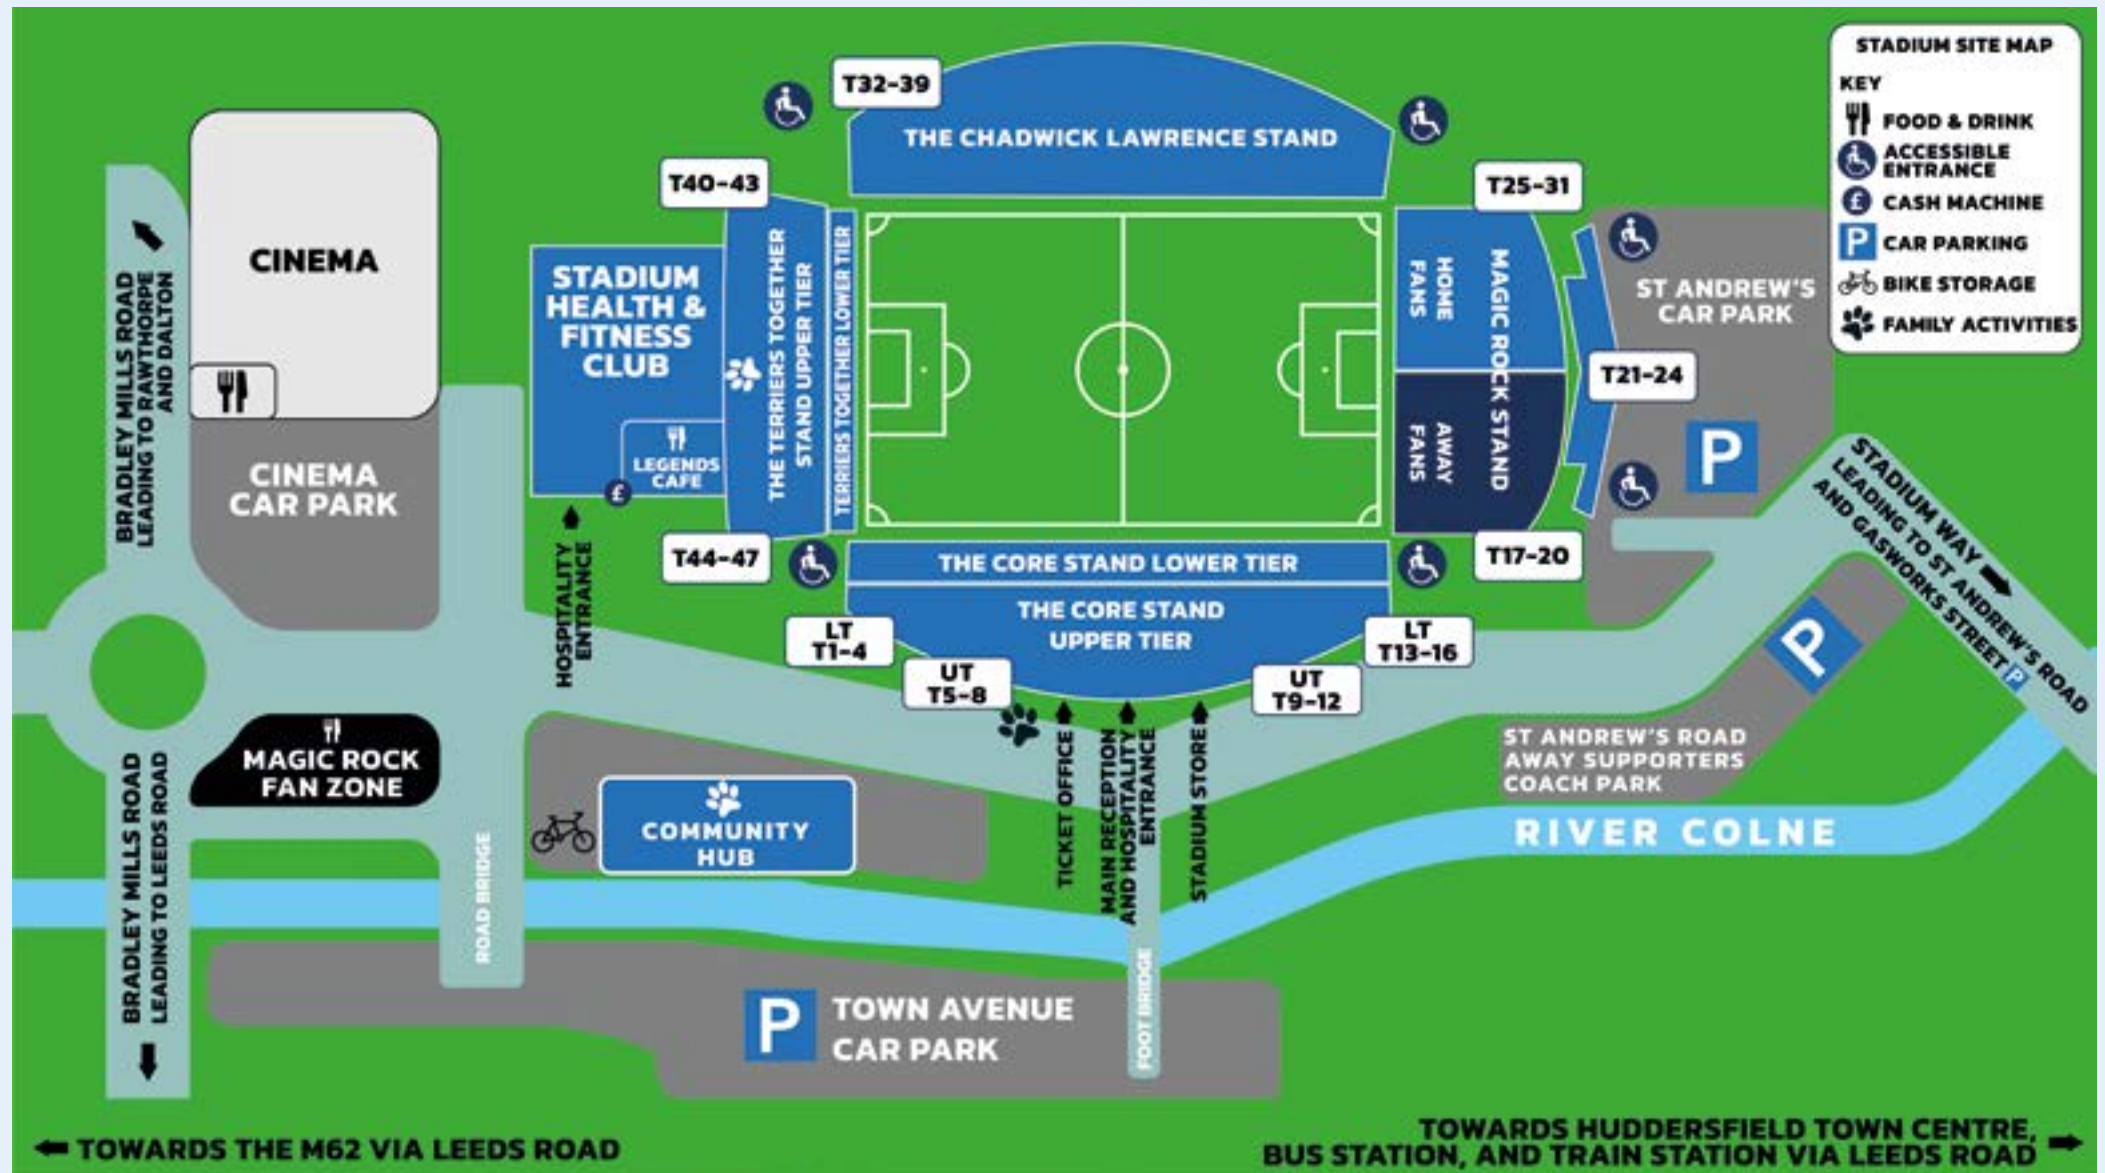 STADIUM SITE MAP
KEY
FOOD & DRINK
ACCESSIBLE
ENTRANCE
£ CASH MACHINE
P CAR PARKING
BIKE STORAGE
FAMILY ACTIVITIES
T32-39
THE CHADWICK LAWRENCE STAND
T40-43
T25-31
CINEMA
BRADLEY MILLS ROAD
LEADING TO RAWTHORPE
AND DALTON
CINEMA
CAR PARK
STADIUM
HEALTH &
FITNESS
CLUB
LEGENDS
CAFE
£
THE TERRIERS TOGETHER
STAND UPPER TIER
TERRIERS TOGETHER LOWER TIER
HOME
FANS
MAGIC ROCK STAND
AWAY
FANS
T21-24
ST ANDREW'S
CAR PARK
P
STADIUM WAY
LEADING TO ST ANDREW'S ROAD
AND GASWORKS STREET P
T44-47
T17-20
HOSPITALITY
ENTRANCE
THE CORE STAND LOWER TIER
THE CORE STAND
UPPER TIER
LT
T1-4
UT
T5-8
UT
T9-12
LT
T13-16
P
MAGIC ROCK
FAN ZONE
BRADLEY MILLS ROAD
LEADING TO LEEDS ROAD
ROAD BRIDGE
COMMUNITY
HUB
TICKET OFFICE
MAIN RECEPTION
AND HOSPITALITY
ENTRANCE
STADIUM STORE
ST ANDREW'S ROAD
AWAY SUPPORTERS
COACH PARK
RIVER COLNE
FOOT BRIDGE
P
TOWN AVENUE
CAR PARK
TOWARDS THE M62 VIA LEEDS ROAD
TOWARDS HUDDERSFIELD TOWN CENTRE,
BUS STATION, AND TRAIN STATION VIA LEEDS ROAD